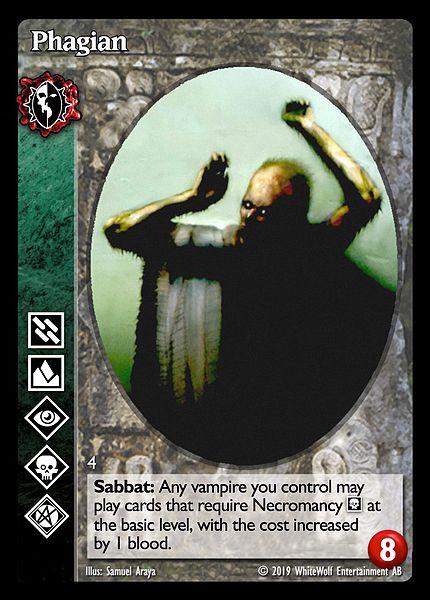 Phagian
4
Sabbat: Any vampire you control may
play cards that require Necromancy at
the basic level, with the cost increased
by 1 blood.
8
Illus: Samuel Araya
© 2019 WhiteWolf Entertainment AB